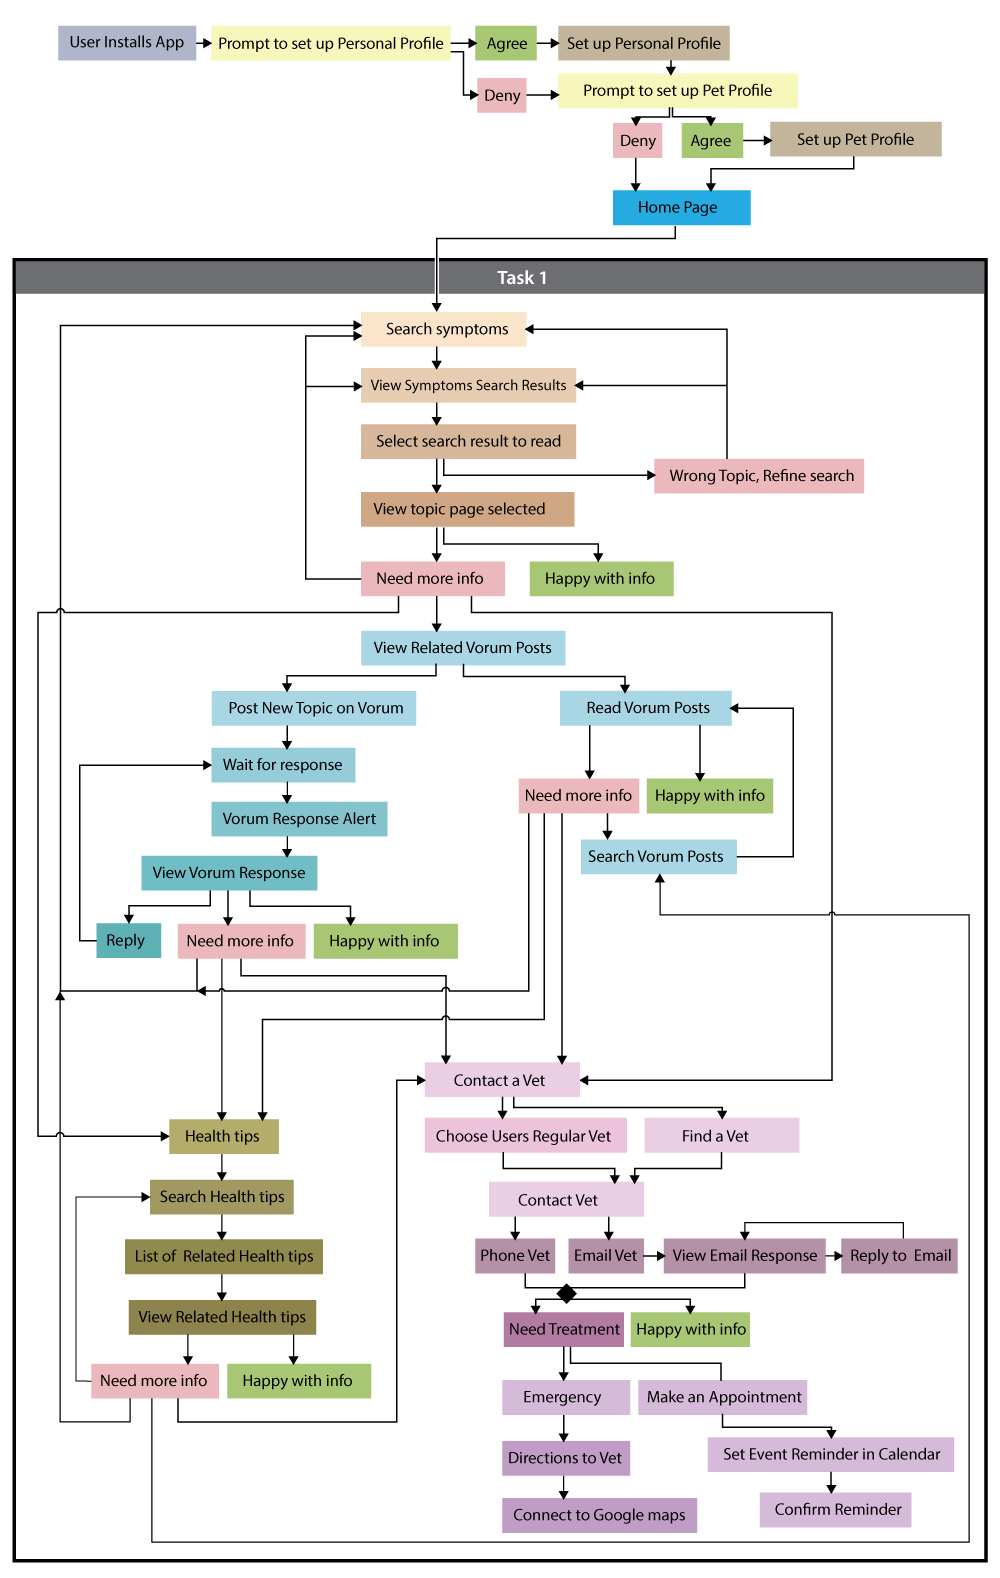 User Installs App
Prompt to set up Personal Profile
Agree
Set up Personal Profile
Deny
Prompt to set up Pet Profile
Deny
Agree
Set up Pet Profile
Home Page
Task 1
Search symptoms
View Symptoms Search Results
Select search result to read
Wrong Topic, Refine search
View topic page selected
Need more info
Happy with info
View Related Vorum Posts
Post New Topic on Vorum
Read Vorum Posts
Wait for response
Need more info
Happy with info
Vorum Response Alert
Search Vorum Posts
View Vorum Response
Reply
Need more info
Happy with info
Contact a Vet
Health tips
Choose Users Regular Vet
Find a Vet
Search Health tips
Contact Vet
List of Related Health tips
Phone Vet
Email Vet
View Email Response
Reply to Email
View Related Health tips
Need Treatment
Happy with info
Need more info
Happy with info
Emergency
Make an Appointment
Directions to Vet
Set Event Reminder in Calendar
Connect to Google maps
Confirm Reminder